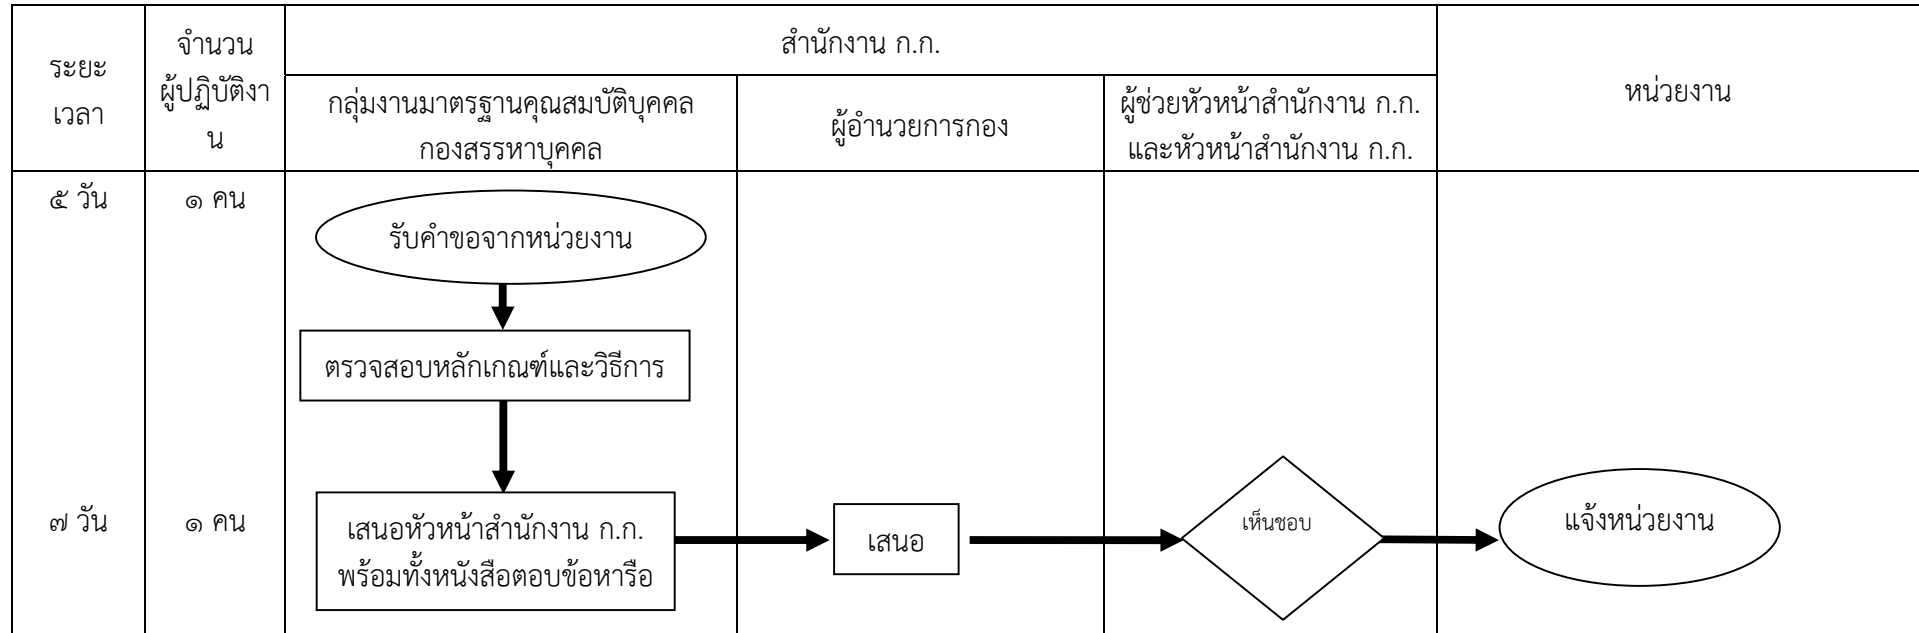 ระยะ
เวลา
จำนวน
ผู้ปฏิบัติงา
น
สำนักงาน ก.ก.
หน่วยงาน
กลุ่มงานมาตรฐานคุณสมบัติบุคคล
กองสรรหาบุคคล
ผู้อำนวยการกอง
ผู้ช่วยหัวหน้าสำนักงาน ก.ก.
และหัวหน้าสำนักงาน ก.ก.
๕ วัน
๑ คน
รับคำขอจากหน่วยงาน
ตรวจสอบหลักเกณฑ์และวิธีการ
๗ วัน
๑ คน
เสนอหัวหน้าสำนักงาน ก.ก.
พร้อมทั้งหนังสือตอบข้อหารือ
เสนอ
เห็นชอบ
แจ้งหน่วยงาน